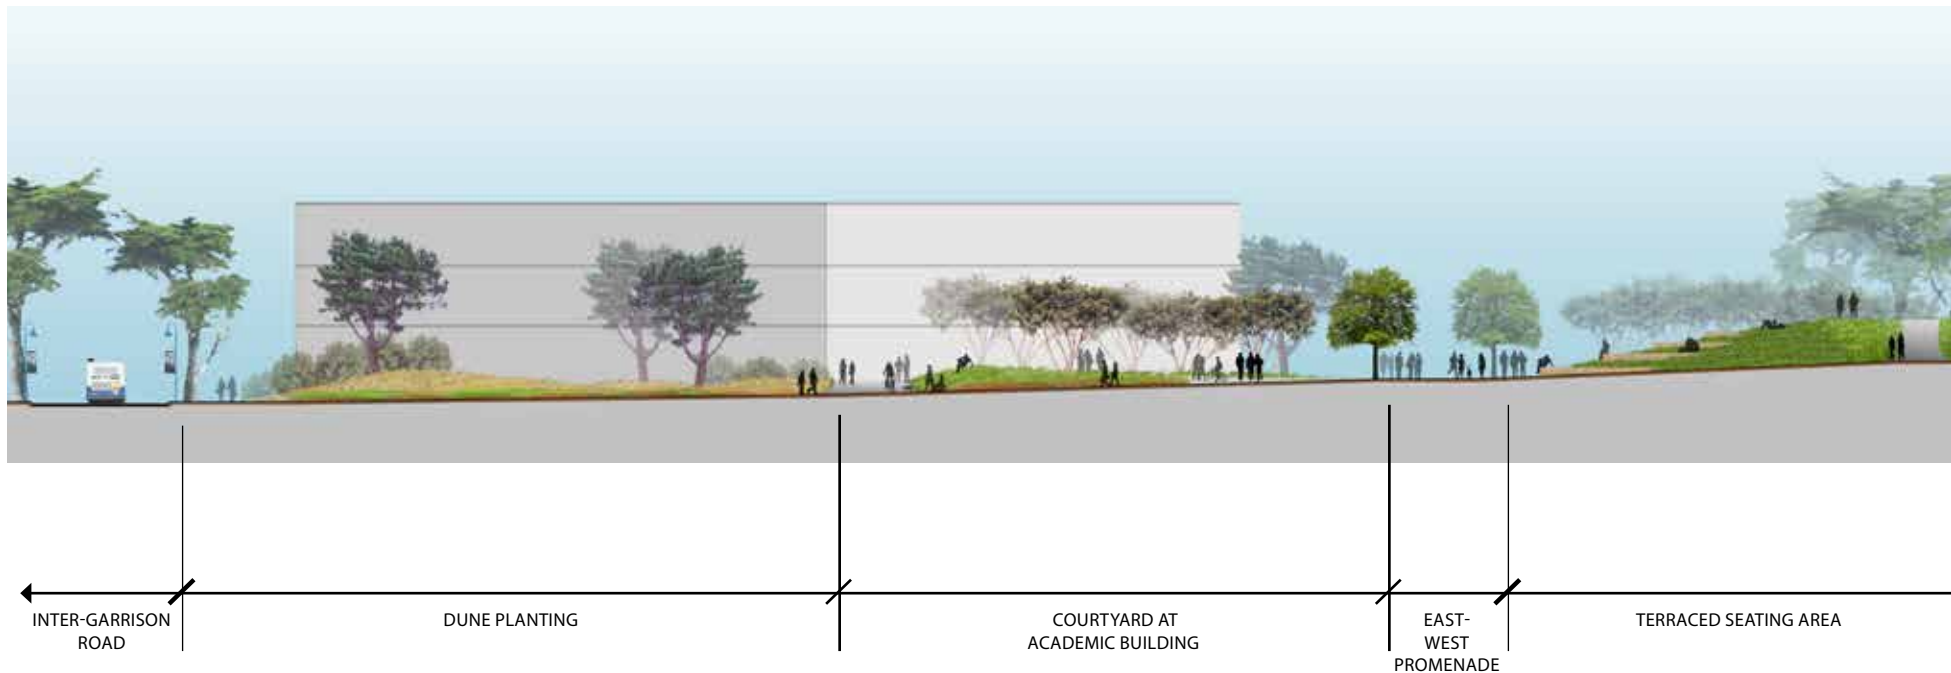 INTER-GARRISON
ROAD
DUNE PLANTING
COURTYARD AT
ACADEMIC BUILDING
EAST-
WEST
PROMENADE
TERRACED SEATING AREA